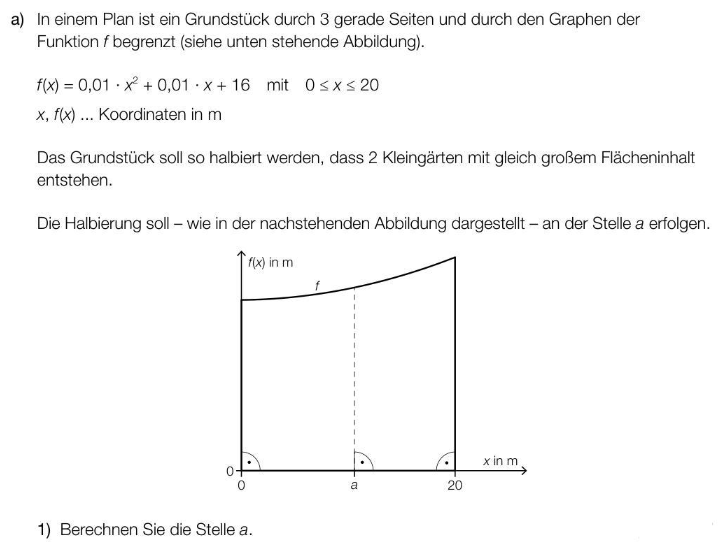 a) In einem Plan ist ein Grundstück durch 3 gerade Seiten und durch den Graphen der
Funktion f begrenzt (siehe unten stehende Abbildung).
f(x) = 0,01 · x² + 0,01 · x + 16 mit 0 ≤ x ≤ 20
x, f(x) ... Koordinaten in m
Das Grundstück soll so halbiert werden, dass 2 Kleingärten mit gleich großem Flächeninhalt
entstehen.
Die Halbierung soll – wie in der nachstehenden Abbildung dargestellt – an der Stelle a erfolgen.
f(x) in m
f
x in m
0
0 a 20
1) Berechnen Sie die Stelle a.